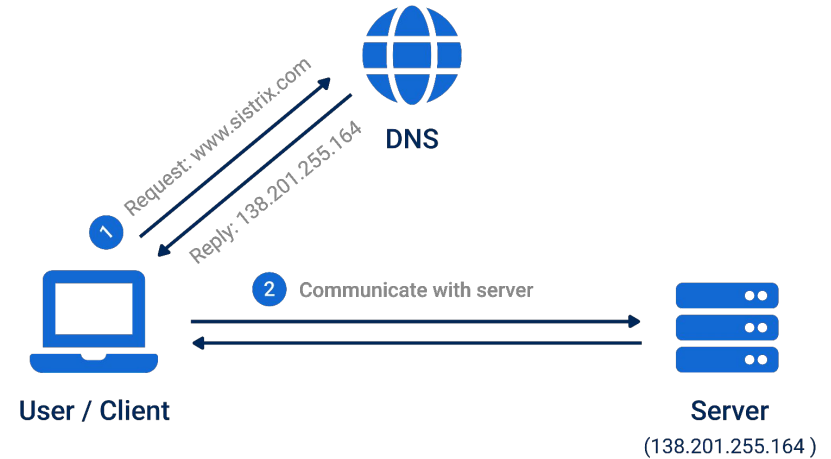 DNS
1
Request: www.sistrix.com
Reply: 138.201.255.164
2 Communicate with server
User / Client
Server
(138.201.255.164 )